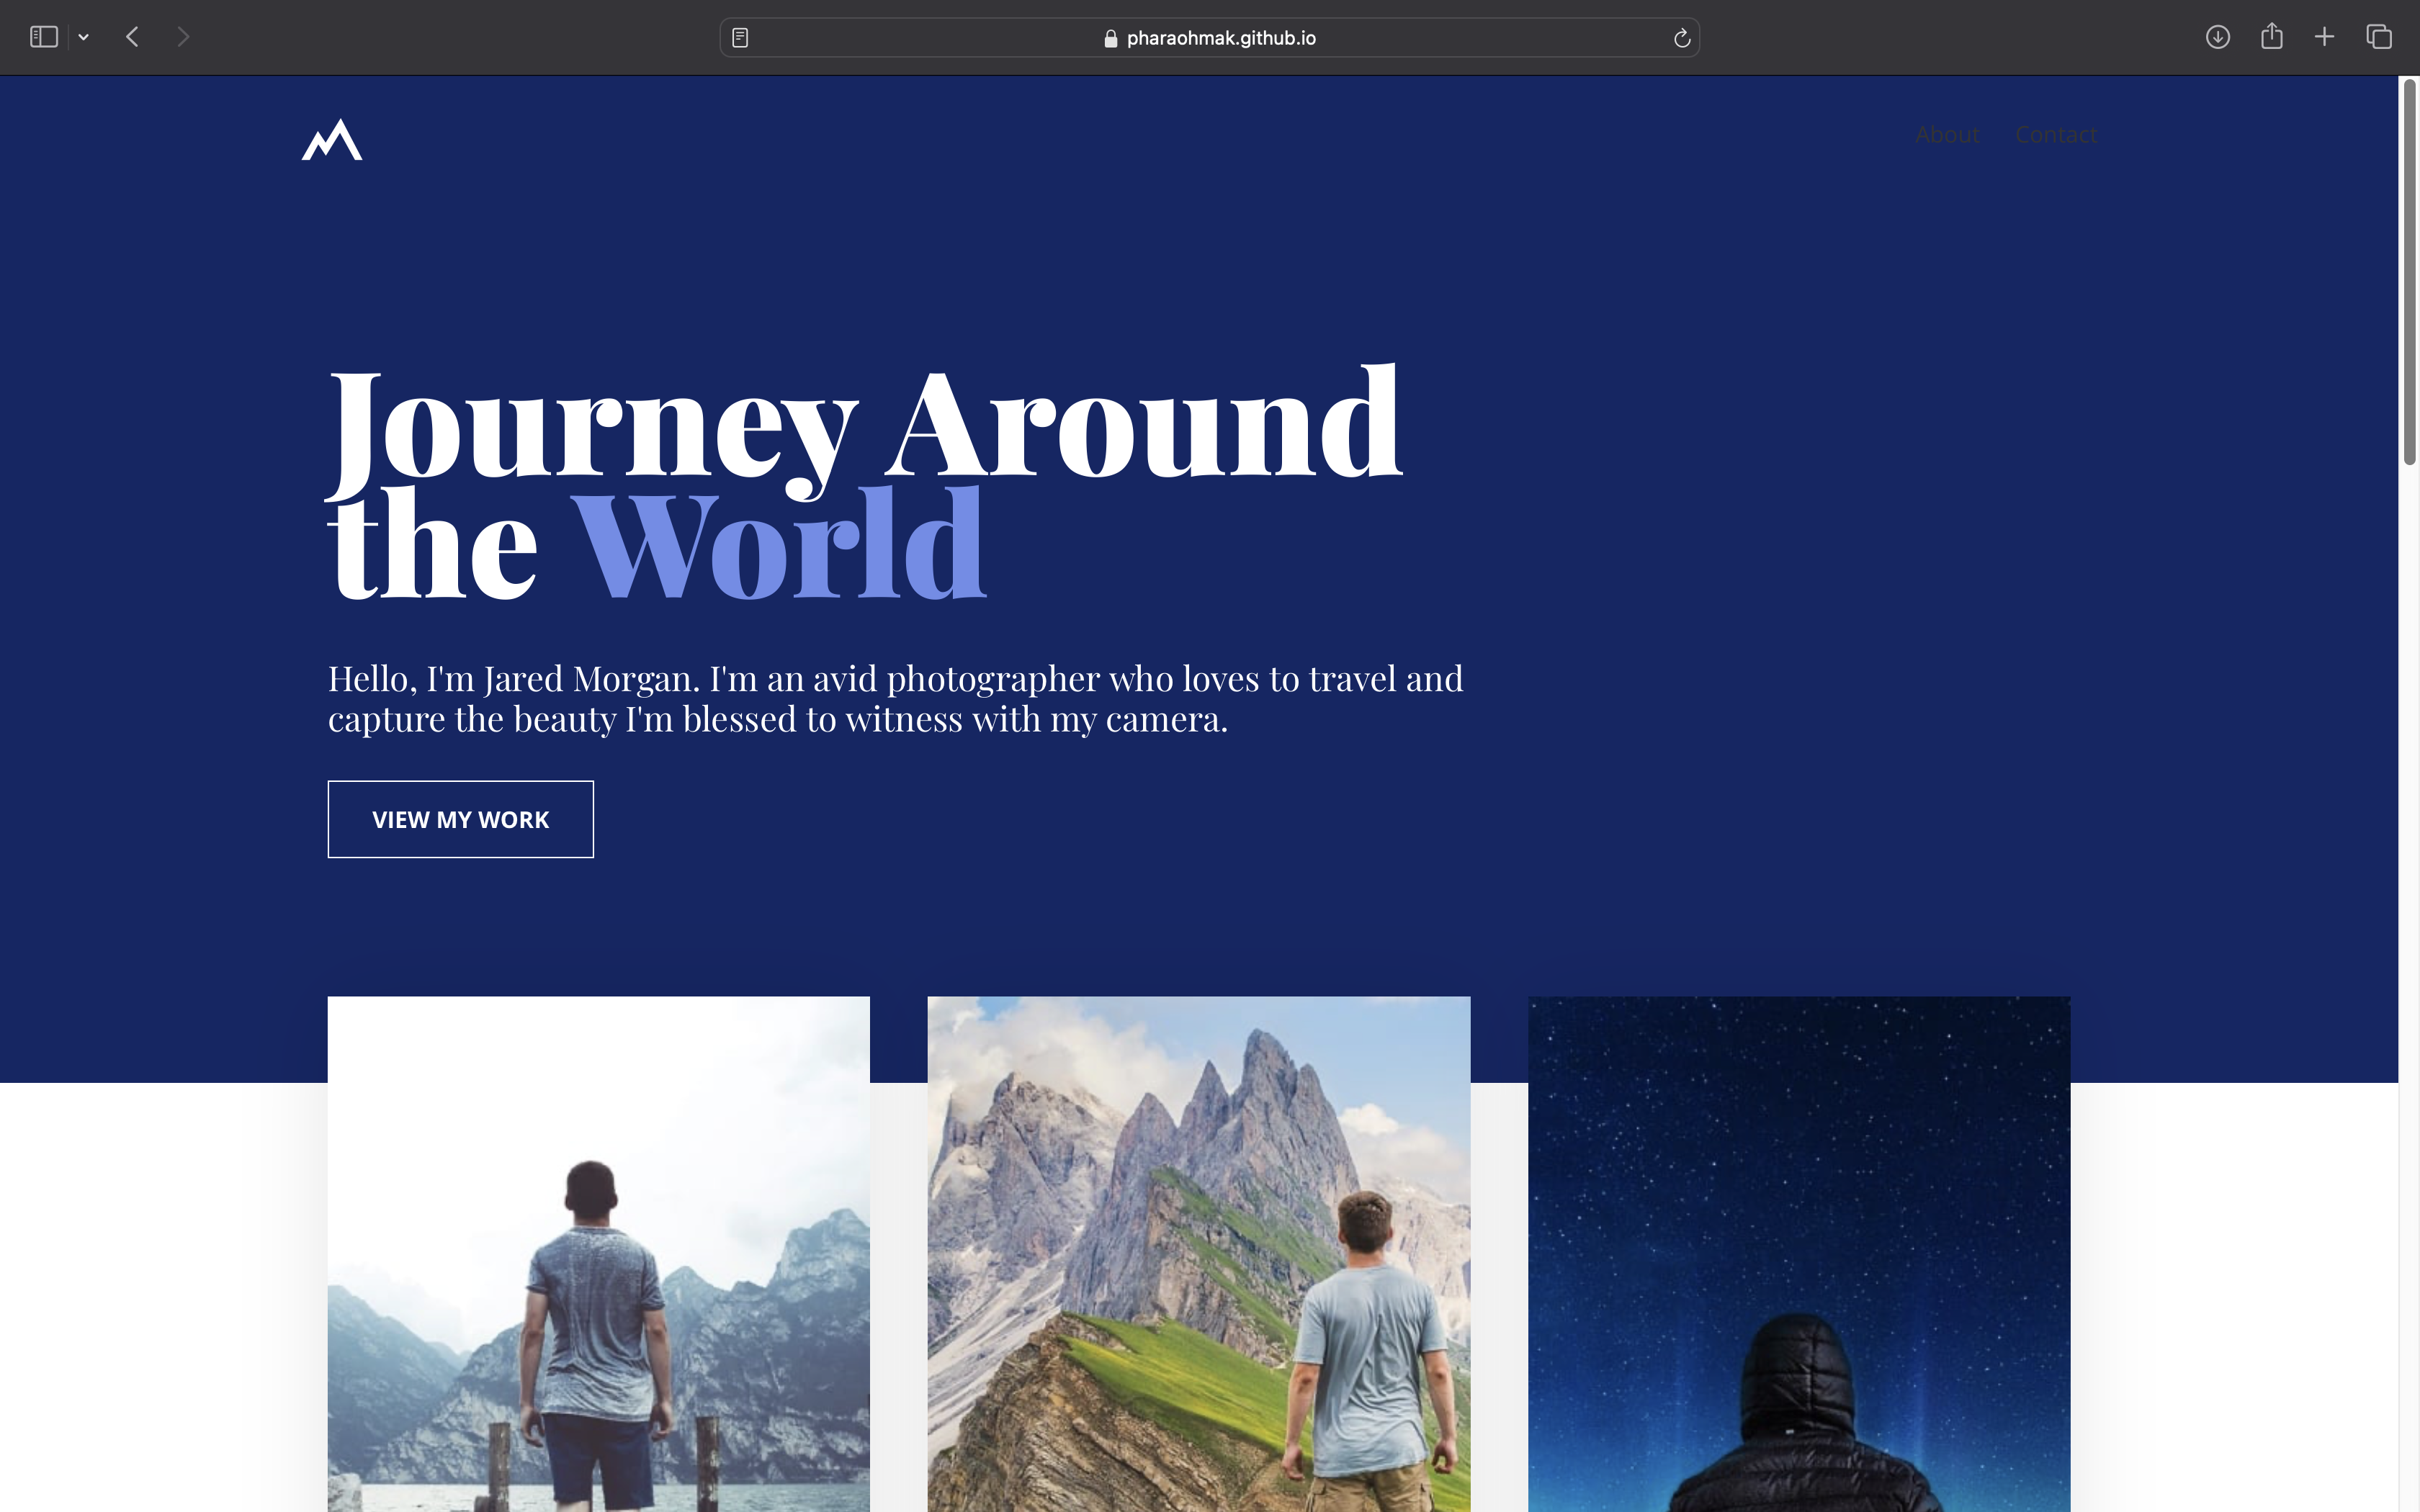 pharaohmak.github.io
About Contact
Journey Around
the World
Hello, I'm Jared Morgan. I'm an avid photographer who loves to travel and
capture the beauty I'm blessed to witness with my camera.
VIEW MY WORK